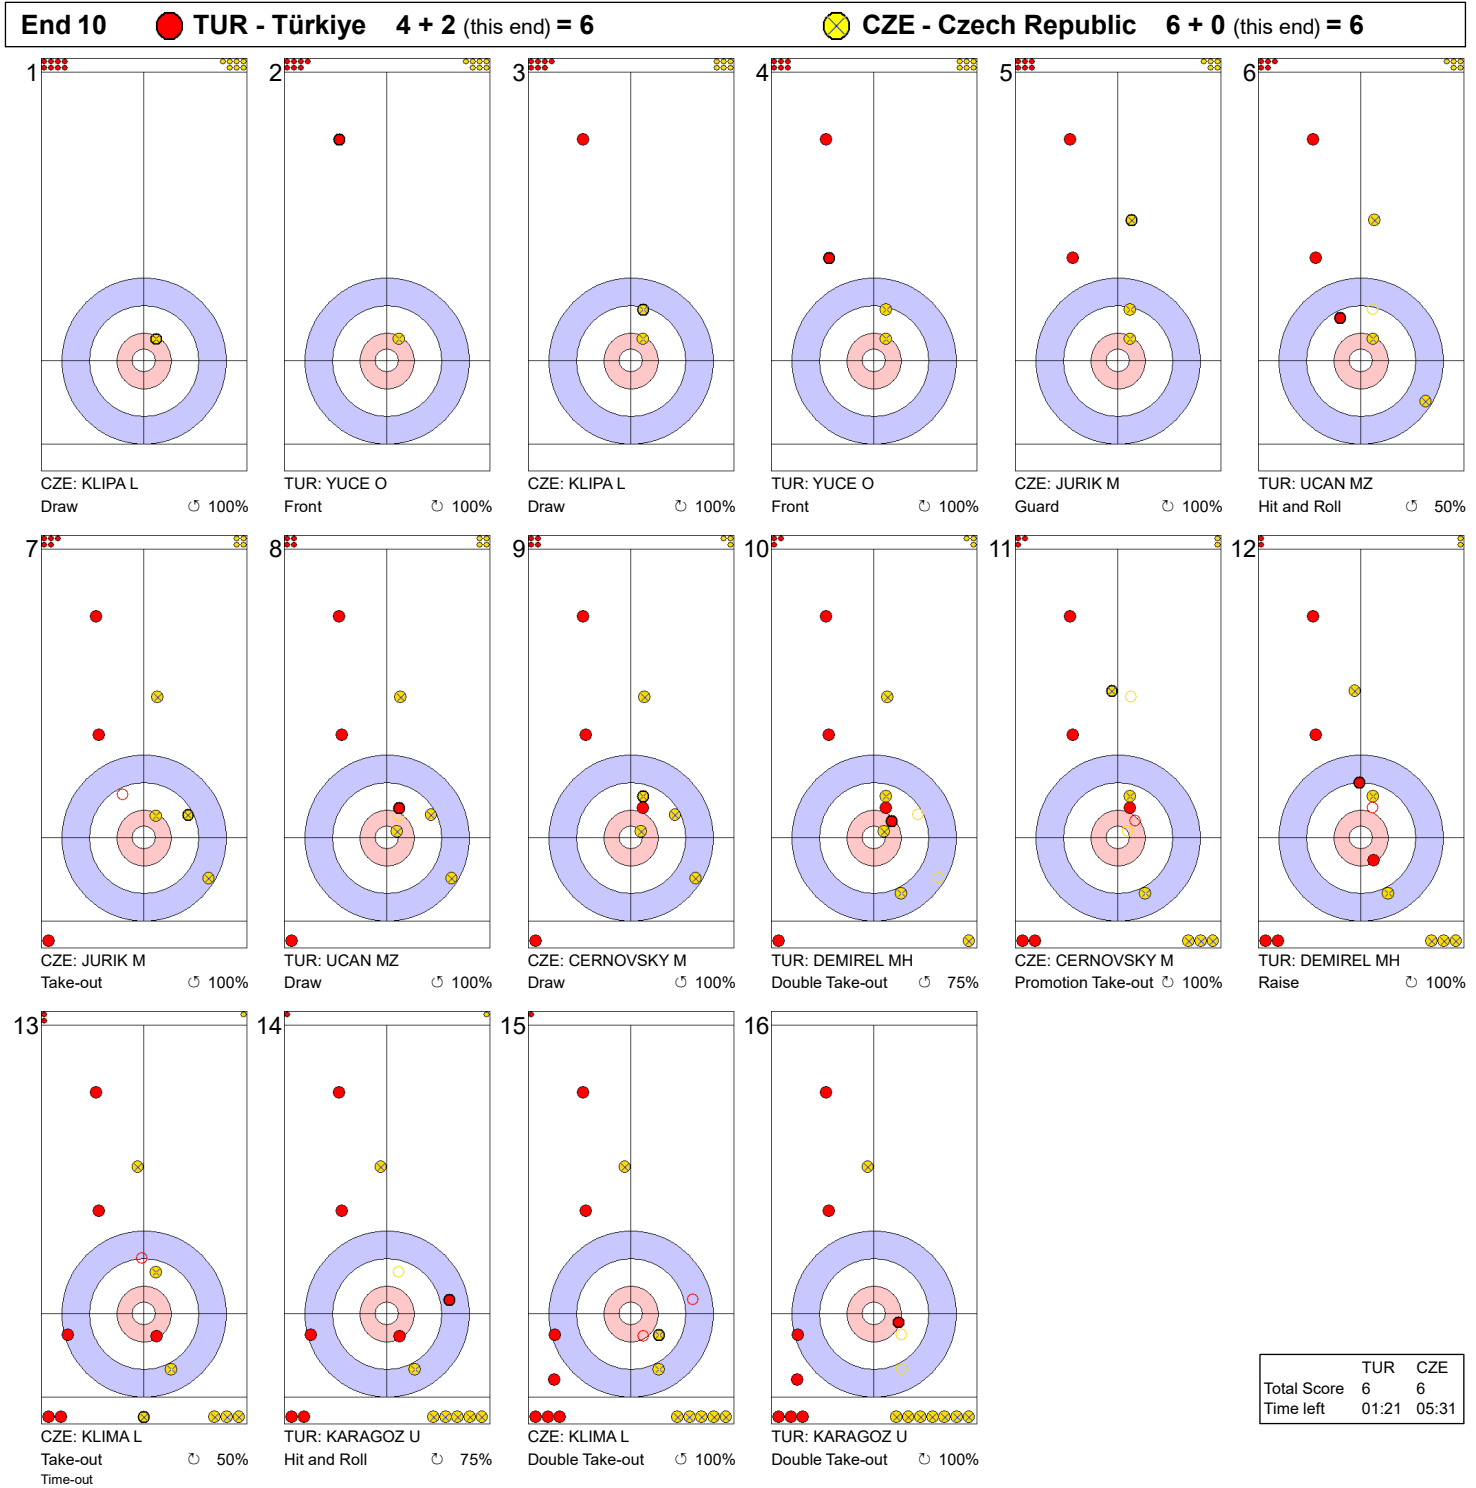 End 10 TUR - Türkiye 4 + 2 (this end) = 6 CZE - Czech Republic 6 + 0 (this end) = 6
1 2 3 4 5 6
CZE: KLIPA L TUR: YUCE O CZE: KLIPA L TUR: YUCE O CZE: JURIK M TUR: UCAN MZ
Draw ↺ 100% Front ↻ 100% Draw ↻ 100% Front ↻ 100% Guard ↻ 100% Hit and Roll ↺ 50%
7 8 9 10 11 12
CZE: JURIK M TUR: UCAN MZ CZE: CERNOVSKY M TUR: DEMIREL MH CZE: CERNOVSKY M TUR: DEMIREL MH
Take-out ↺ 100% Draw ↺ 100% Draw ↺ 100% Double Take-out ↺ 75% Promotion Take-out ↺ 100% Raise ↻ 100%
13 14 15 16
CZE: KLIMA L TUR: KARAGOZ U CZE: KLIMA L TUR: KARAGOZ U
Take-out ↻ 50% Hit and Roll ↻ 75% Double Take-out ↺ 100% Double Take-out ↻ 100%
Time-out
TUR CZE
Total Score 6 6
Time left 01:21 05:31